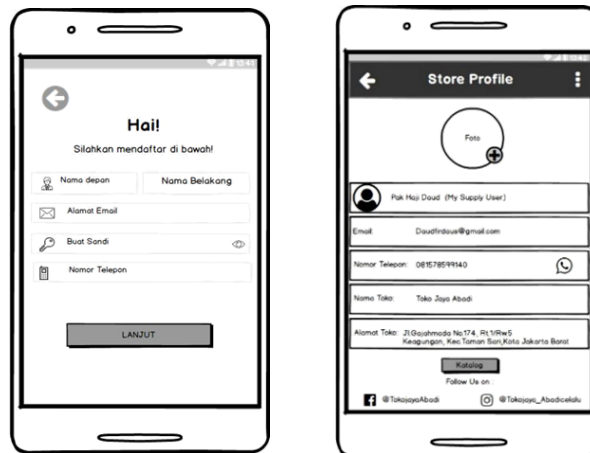 Hai!
Silahkan mendaftar di bawah!
Nama depan
Nama Belakang
Alamat Email
Buat Sandi
Nomor Telepon
LANJUT
Store Profile
Foto
Pak Haji Daud (My Supply User)
Email: Daudfirdaus@gmail.com
Nomor Telepon: 081578599140
Nama Toko: Toko Jaya Abadi
Alamat Toko: Jl.Gajahmada No.174, Rt.1/Rw5
Keagungan, Kec.Taman Sari,Kota Jakarta Barat
Katalog
Follow Us on :
@TokojayaAbadi
@Tokojaya_Abadiselalu